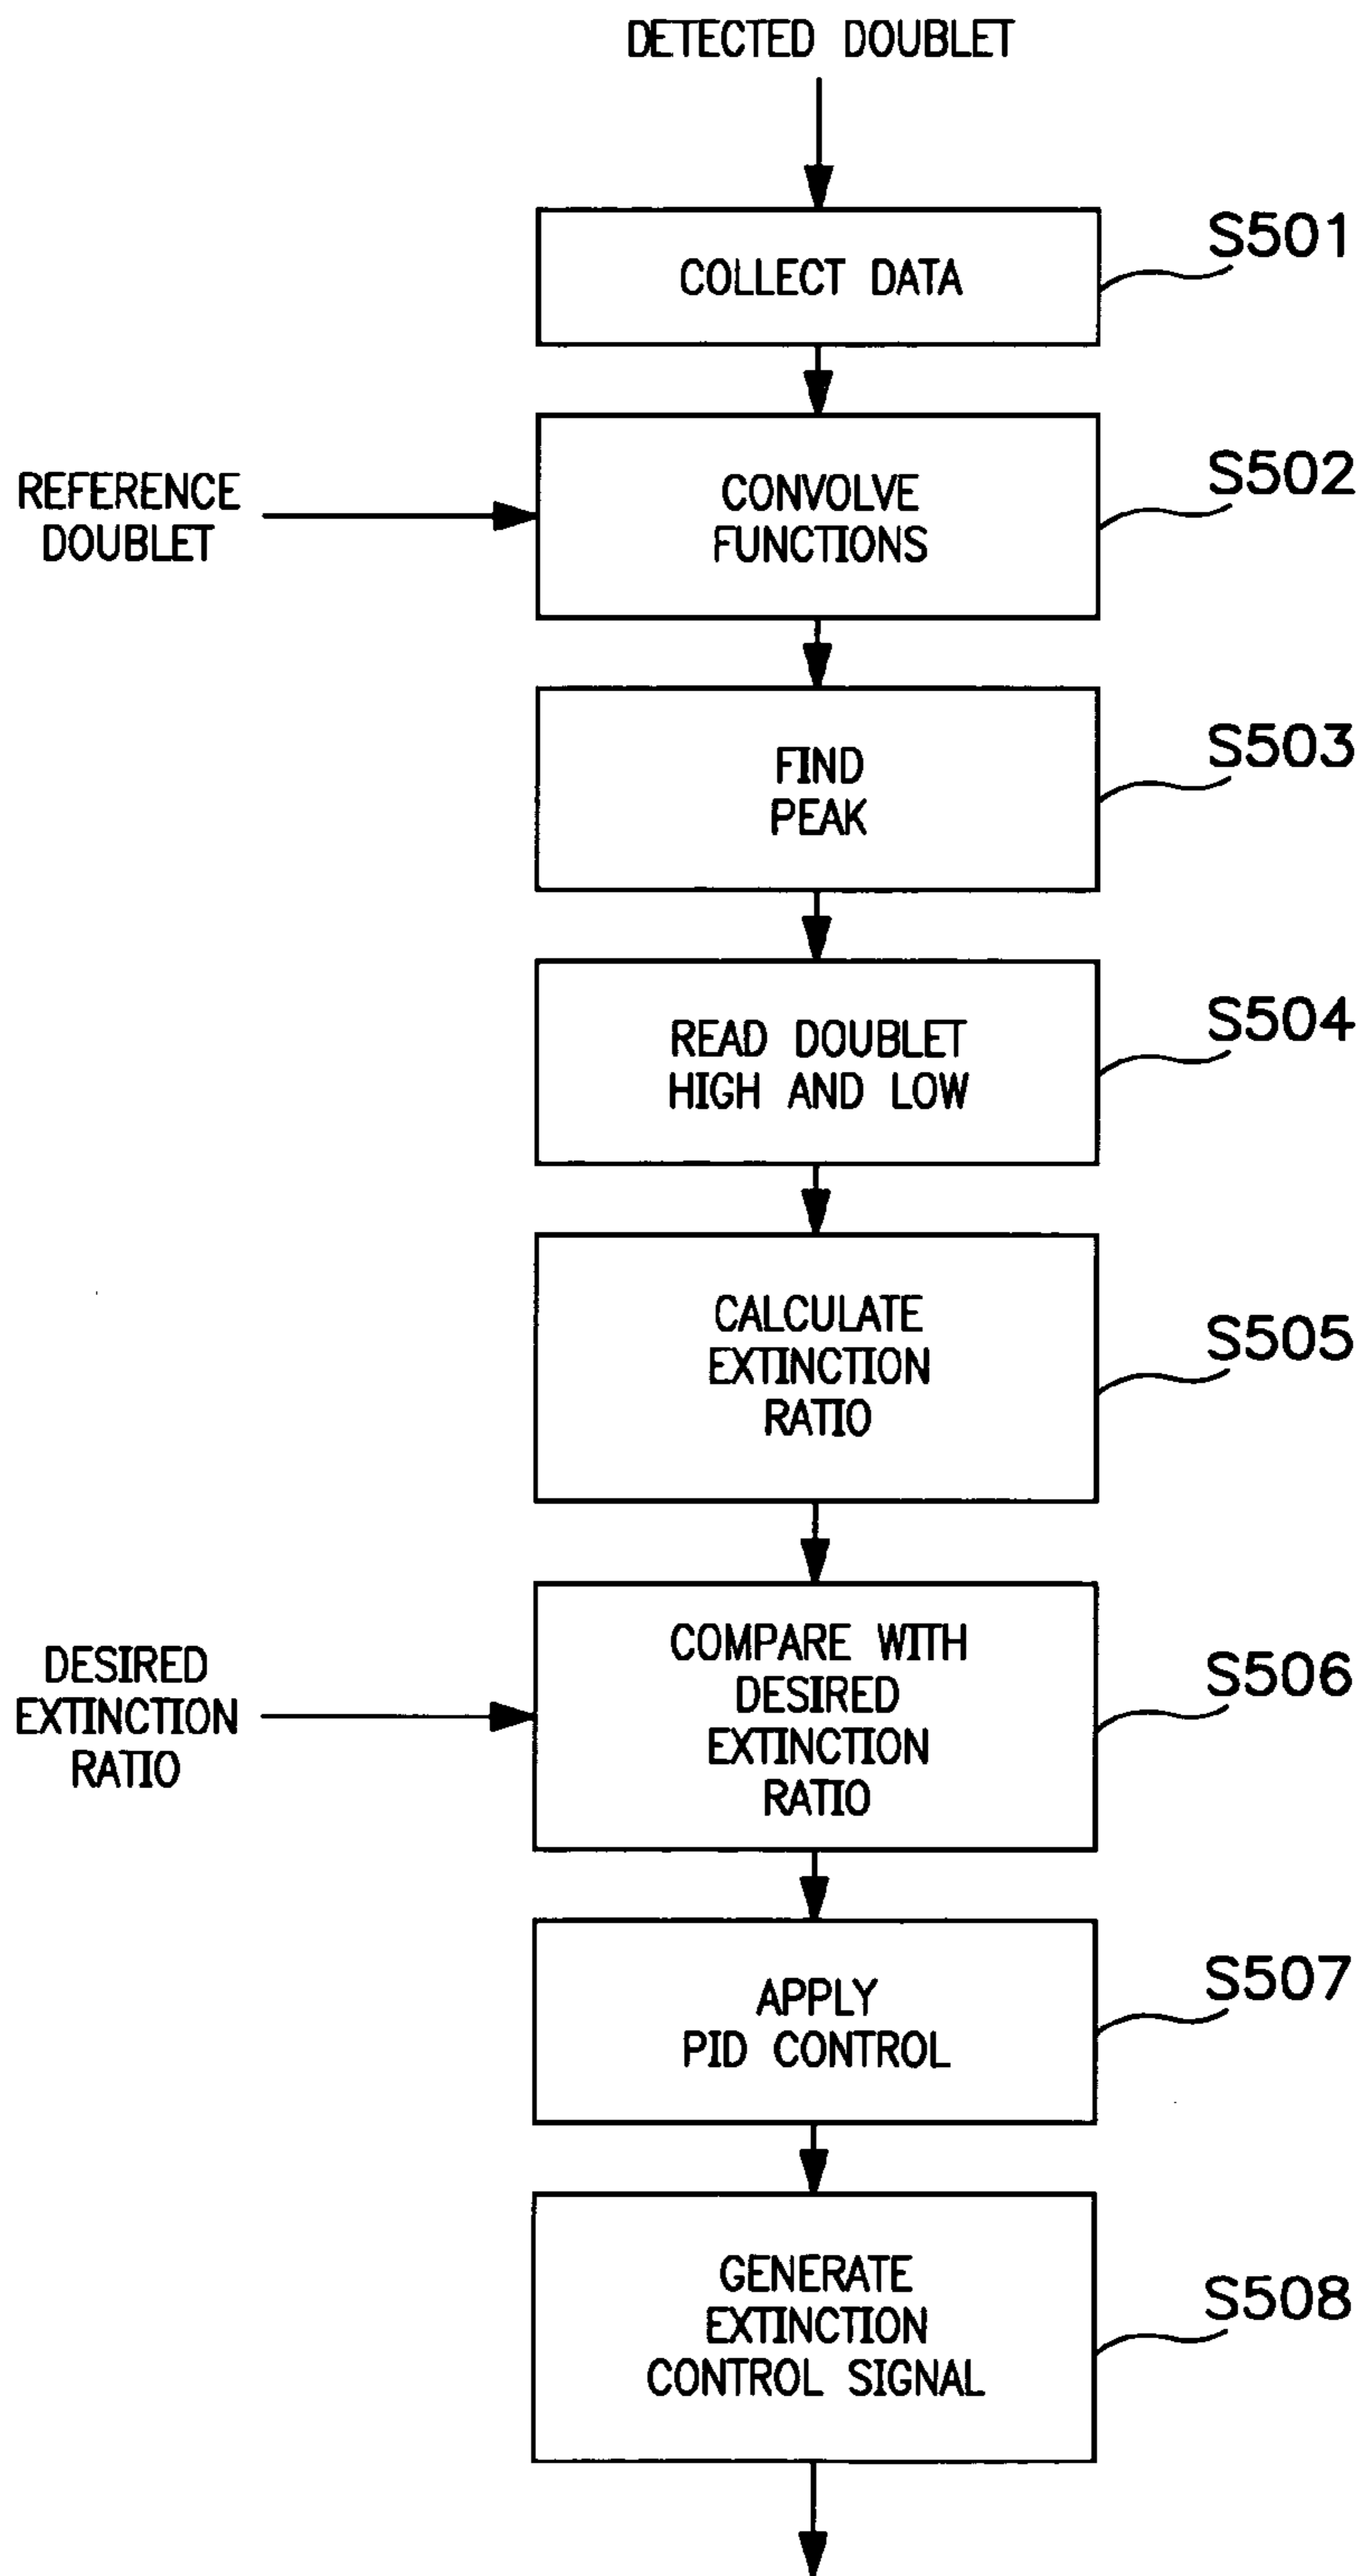 DETECTED DOUBLET
COLLECT DATA
S501
REFERENCE
DOUBLET
CONVOLVE
FUNCTIONS
S502
FIND
PEAK
S503
READ DOUBLET
HIGH AND LOW
S504
CALCULATE
EXTINCTION
RATIO
S505
DESIRED
EXTINCTION
RATIO
COMPARE WITH
DESIRED
EXTINCTION
RATIO
S506
APPLY
PID CONTROL
S507
GENERATE
EXTINCTION
CONTROL SIGNAL
S508